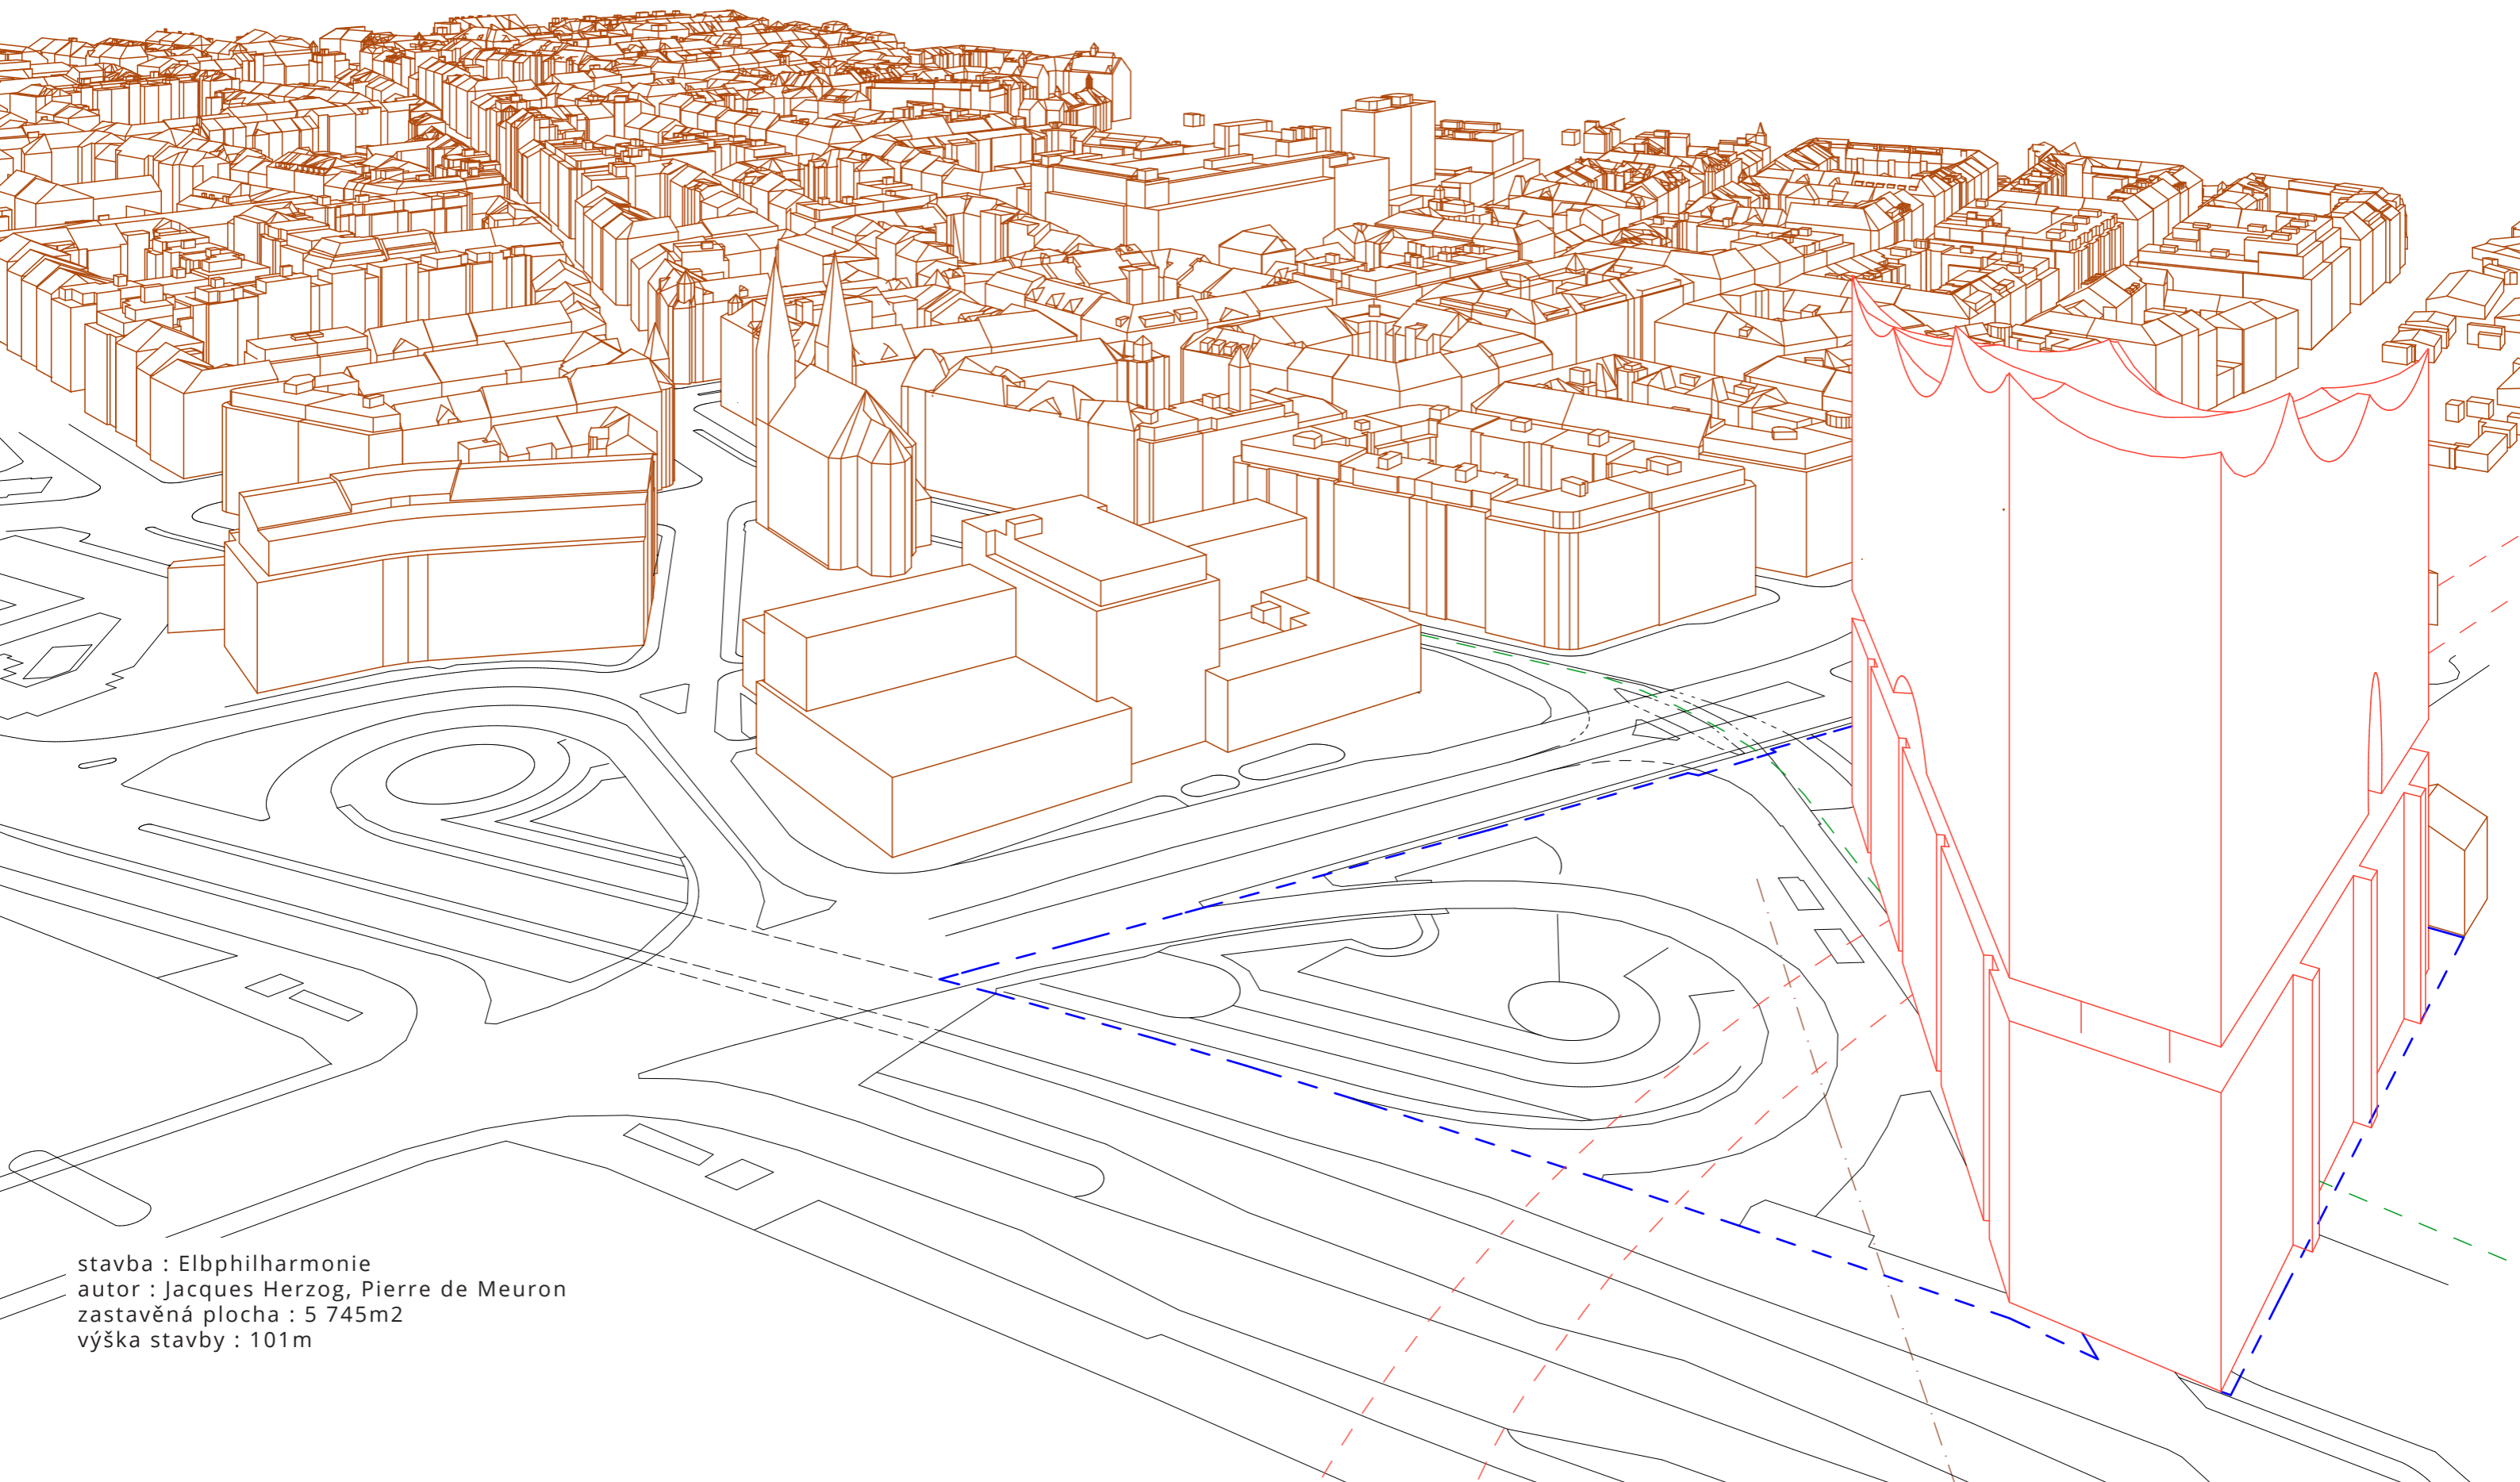 stavba : Elbphilharmonie
autor : Jacques Herzog, Pierre de Meuron
zastavěná plocha : 5 745m2
výška stavby : 101m